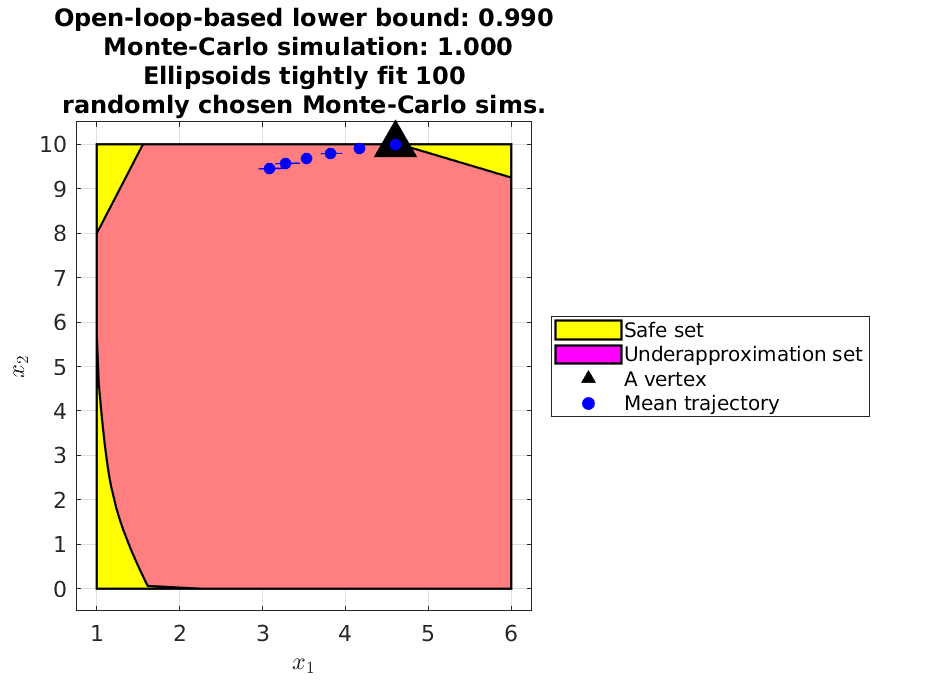 Open-loop-based lower bound: 0.990
Monte-Carlo simulation: 1.000
Ellipsoids tightly fit 100
randomly chosen Monte-Carlo sims.
10
9
8
7
6
5
4
3
2
1
0
x₂
1 2 3 4 5 6
x₁
Safe set
Underapproximation set
A vertex
Mean trajectory